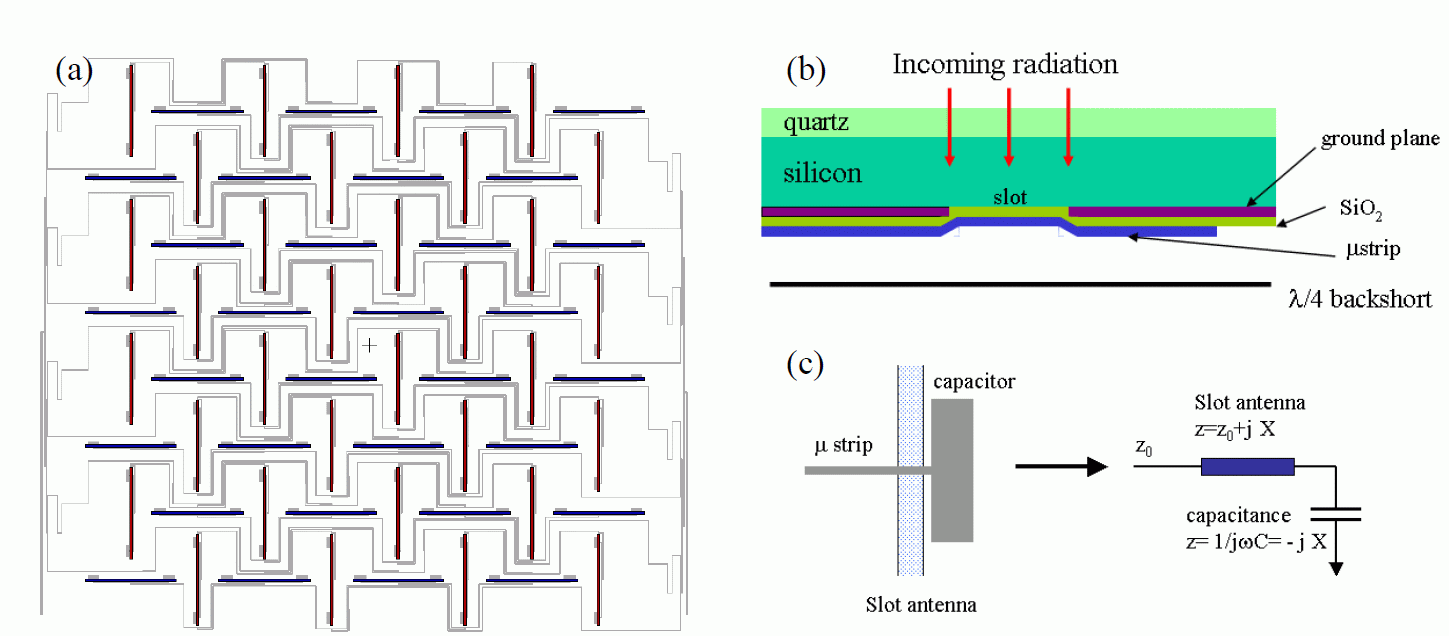 (a)
(b)
Incoming radiation
quartz
silicon
slot
ground plane
SiO₂
μstrip
λ/4 backshort
(c)
capacitor
μ strip
Slot antenna
z₀
Slot antenna
z=z₀+j X
capacitance
z= 1/jωC= - j X